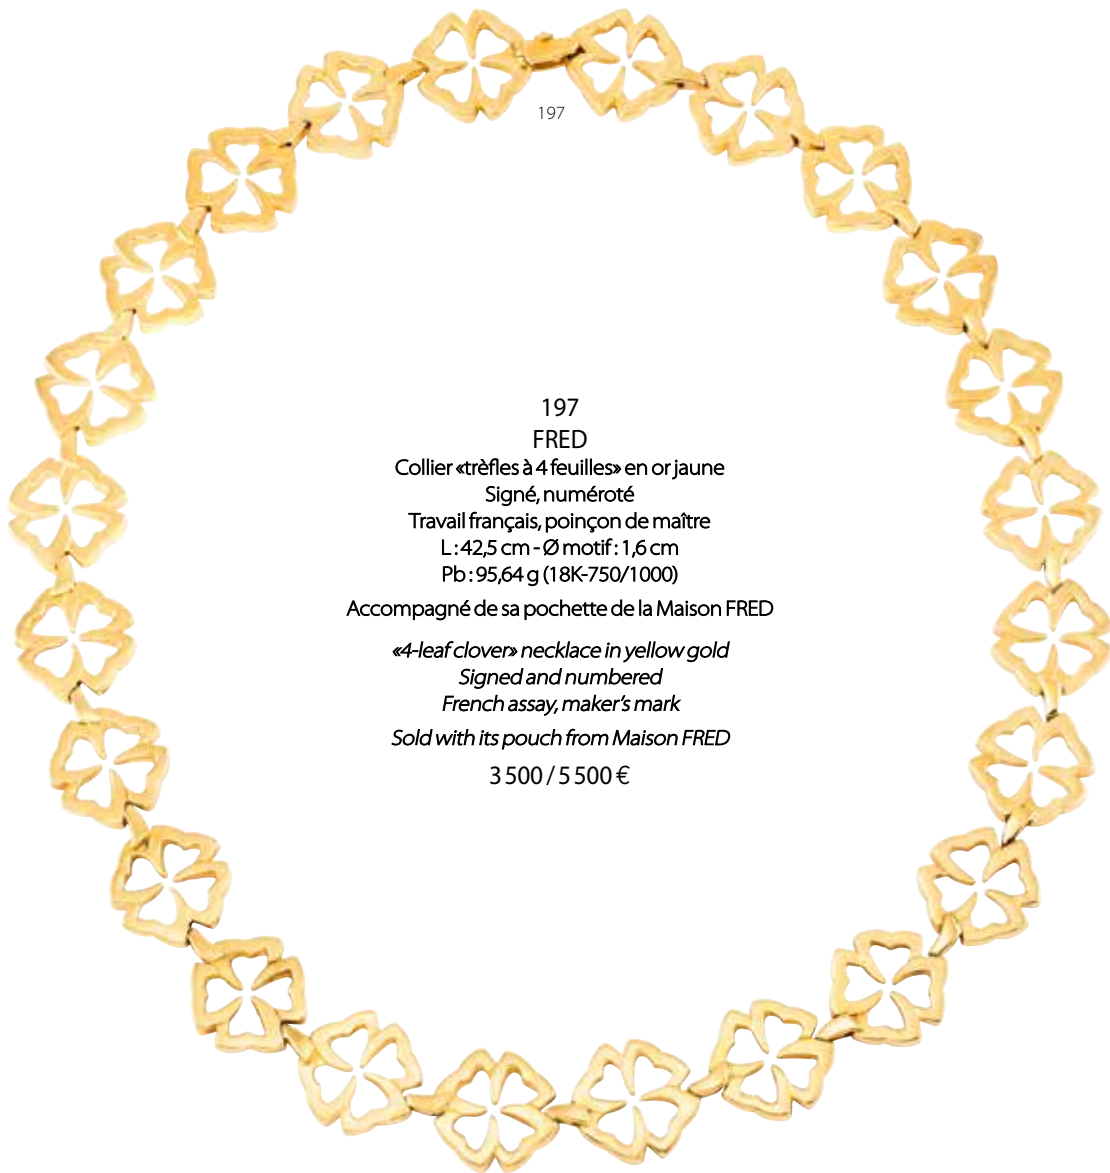 197
197
FRED
Collier «trèfles à 4 feuilles» en or jaune
Signé, numéroté
Travail français, poinçon de maître
L : 42,5 cm - Ø motif : 1,6 cm
Pb : 95,64 g (18K-750/1000)
Accompagné de sa pochette de la Maison FRED
«4-leaf clover» necklace in yellow gold
Signed and numbered
French assay, maker's mark
Sold with its pouch from Maison FRED
3 500 / 5 500 €